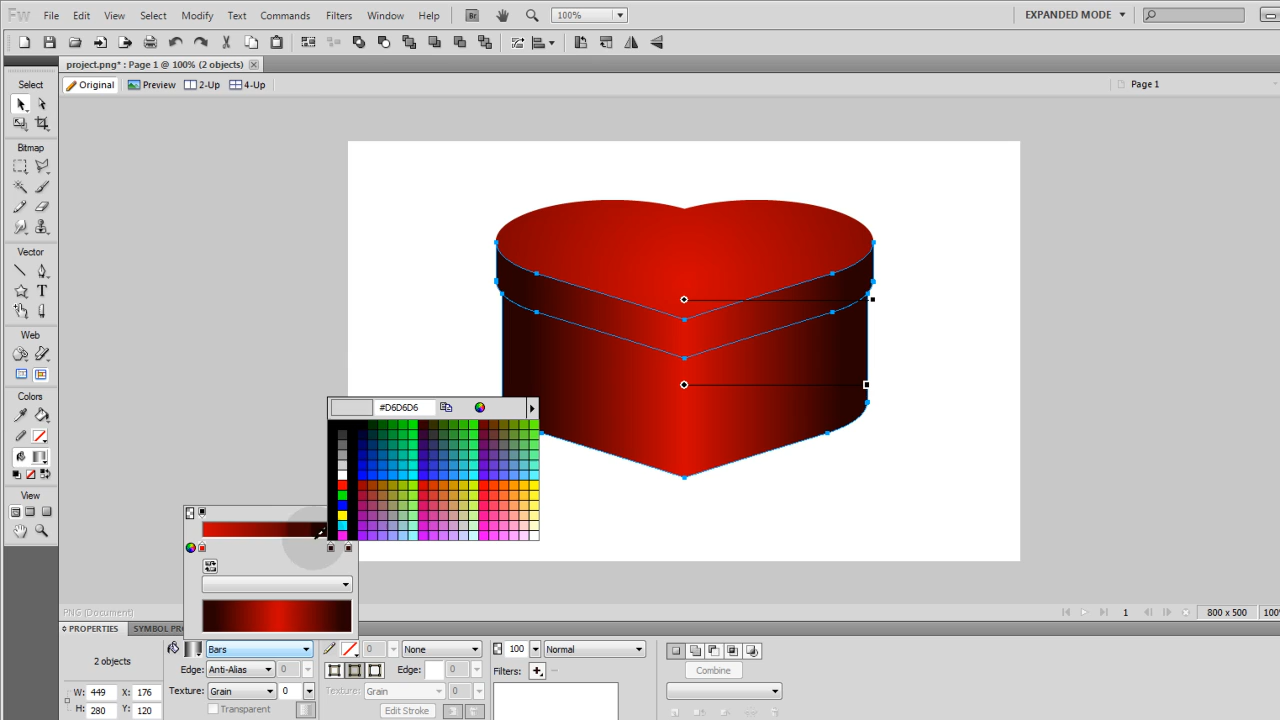 Fw File Edit View Select Modify Text Commands Filters Window Help Br 100% EXPANDED MODE
project.png* : Page 1 @ 100% (2 objects)
Select Original Preview 2-Up 4-Up Page 1
Bitmap
Vector
T
Web
Colors
#D6D6D6
View
PNG (Document) 1 800 x 500 100%
PROPERTIES
2 objects Bars 0 None 100 Normal
Edge: Anti-Alias 0 Edge: 0 Filters:
W: 449 X: 176 Texture: Grain 0 Texture: Grain 0 Combine
H: 280 Y: 120 Transparent Edit Stroke